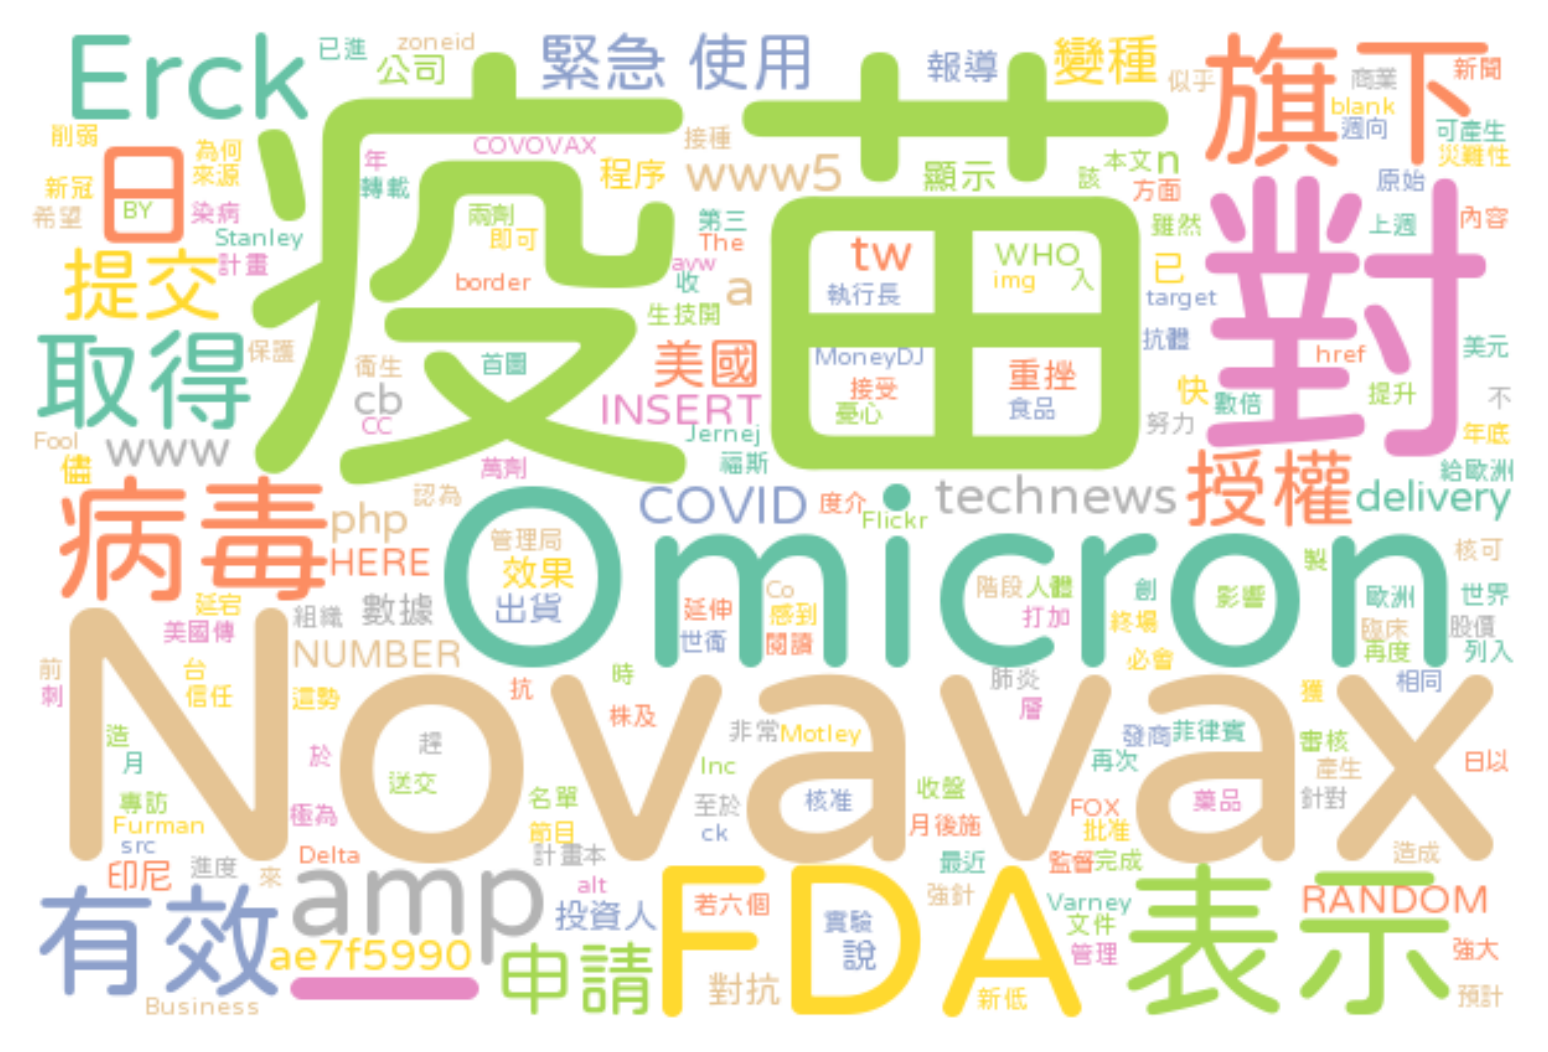 Erck
已進
zoneid
公司
緊急 使用
報導
變種
似乎
旗下
商業
新聞
blank
削弱
為何
COVOVAX
接種
週向
可產生
日
年
程序
www5
顯示
本文
n
災難性
新冠
BY
來源
轉載
該
方面
原始
希望
染病
兩劑
疫苗
第三
雖然
對
上週
內容
Stanley
即可
The
tw
WHO
提交
計畫
avw
已
border
收
a
執行長
img
入
target
生技開
取得
保護
美國
MoneyDJ
抗體
美元
衛生
首圖
重挫
href
接受
快
提升
不
cb
INSERT
憂心
食品
數倍
努力
Fool
CC
Jernej
年底
www
福斯
儘
萬劑
授權
給歐洲
病毒
認為
COVID
度介
technews
delivery
php
Flickr
管理局
Omicron
核可
HERE
效果
製
延宕
Co
階段
人體
創
影響
歐洲
世界
組織
數據
出貨
延伸
感到
打加
終場
臨床
股價
美國傳
世衛
閱讀
再度
列入
NUMBER
必會
前
台
時
肺炎
相同
刺
信任
這勢
抗
株及
層
獲
Novavax
非常
Motley
發商
菲律賓
審核
造
於
趕
再次
月
Inc
產生
日以
送交
收盤
專訪
極為
名單
至於
核准
藥品
針對
Furman
節目
ck
月後施
FOX
批准
src
計畫本
印尼
進度
Delta
最近
監督
完成
造成
來
amp
alt
FDA
表示
有效
投資人
若六個
強針
RANDOM
Varney
實驗
文件
ae7f5990
申請
說
管理
強大
對抗
Business
新低
預計